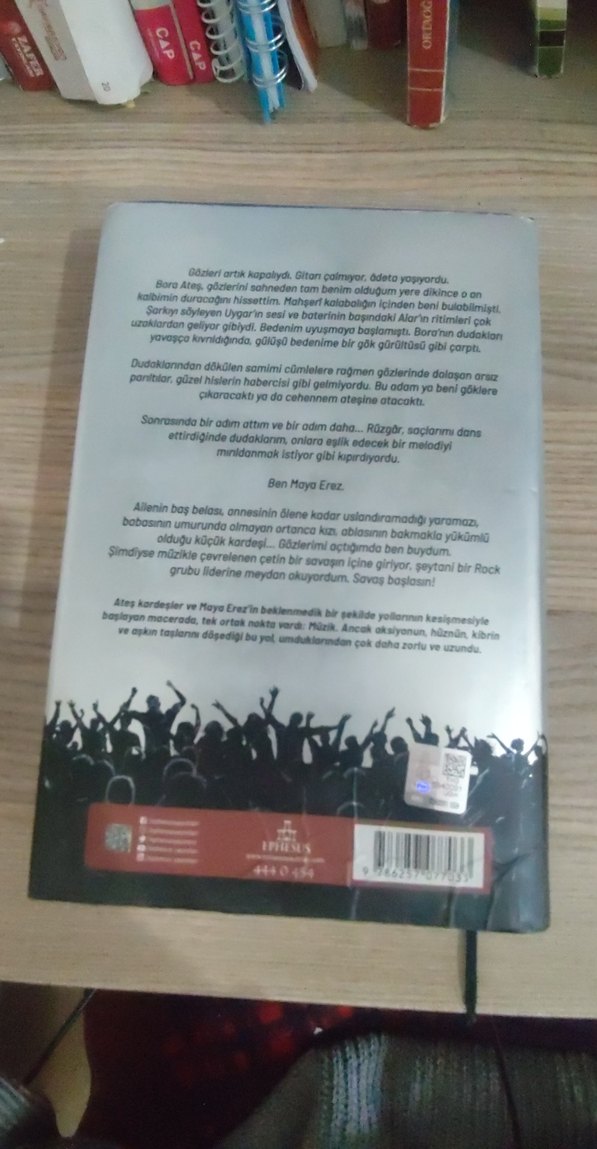 ZAFER
CAP
CAP
20
Gözleri artık kapalıydı. Gitarı çalmıyor, âdeta yaşıyordu.
Bora Ateş, gözlerini sahneden tam benim olduğum yere dikince o an
kalbimin duracağını hissettim. Mahşerî kalabalığın içinden beni bulabilmişti.
Şarkıyı söyleyen Uygar'ın sesi ve baterinin başındaki Alar'ın ritimleri çok
uzaklardan geliyor gibiydi. Bedenim uyuşmaya başlamıştı. Bora'nın dudakları
yavaşça kıvrıldığında, gülüşü bedenime bir gök gürültüsü gibi çarptı.
Dudaklarından dökülen samimi cümlelere rağmen gözlerinde dolaşan arsız
parıltılar, güzel hislerin habercisi gibi gelmiyordu. Bu adam ya beni göklere
çıkaracaktı ya da cehennem ateşine atacaktı.
Sonrasında bir adım attım ve bir adım daha... Rüzgâr, saçlarımı dans
ettirdiğinde dudaklarım, onlara eşlik edecek bir melodiyi
mırıldanmak istiyor gibi kıpırdıyordu.
Ben Maya Erez.
Ailenin baş belası, annesinin ölene kadar uslandıramadığı yaramazı,
babasının umurunda olmayan ortanca kızı, ablasının bakmakla yükümlü
olduğu küçük kardeşi... Gözlerimi açtığımda ben buydum.
Şimdiyse müzikle çevrelenen çetin bir savaşın içine giriyor, şeytani bir Rock
grubu liderine meydan okuyordum. Savaş başlasın!
Ateş kardeşler ve Maya Erez'in beklenmedik bir şekilde yollarının kesişmesiyle
başlayan macerada, tek ortak nokta vardı: Müzik. Ancak aksiyonun, hüznün, kibrin
ve aşkın taşlarını döşediği bu yol, umduklarından çok daha zorlu ve uzundu.
EPHESUS
444 0 484
9 786257 077033